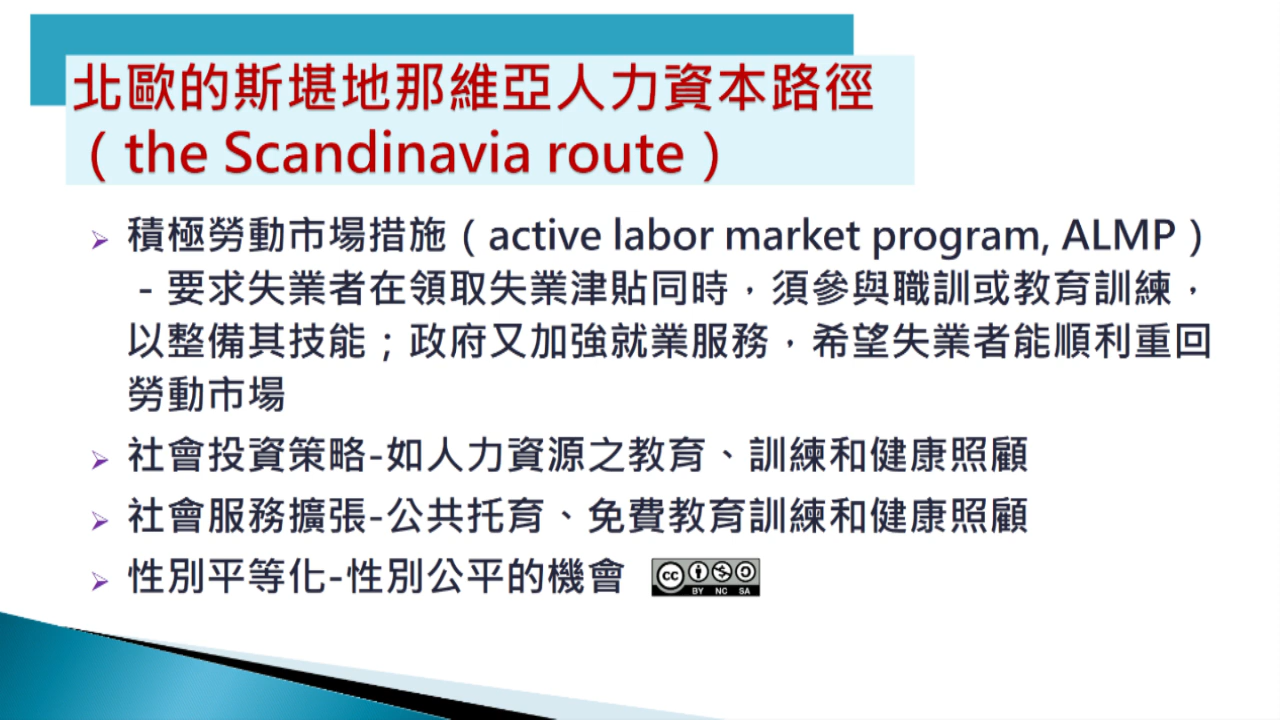 北歐的斯堪地那維亞人力資本路徑
（the Scandinavia route）
積極勞動市場措施（active labor market program, ALMP）
－要求失業者在領取失業津貼同時，須參與職訓或教育訓練，
以整備其技能；政府又加強就業服務，希望失業者能順利重回
勞動市場
社會投資策略-如人力資源之教育、訓練和健康照顧
社會服務擴張-公共托育、免費教育訓練和健康照顧
性別平等化-性別公平的機會
cc BY NC SA